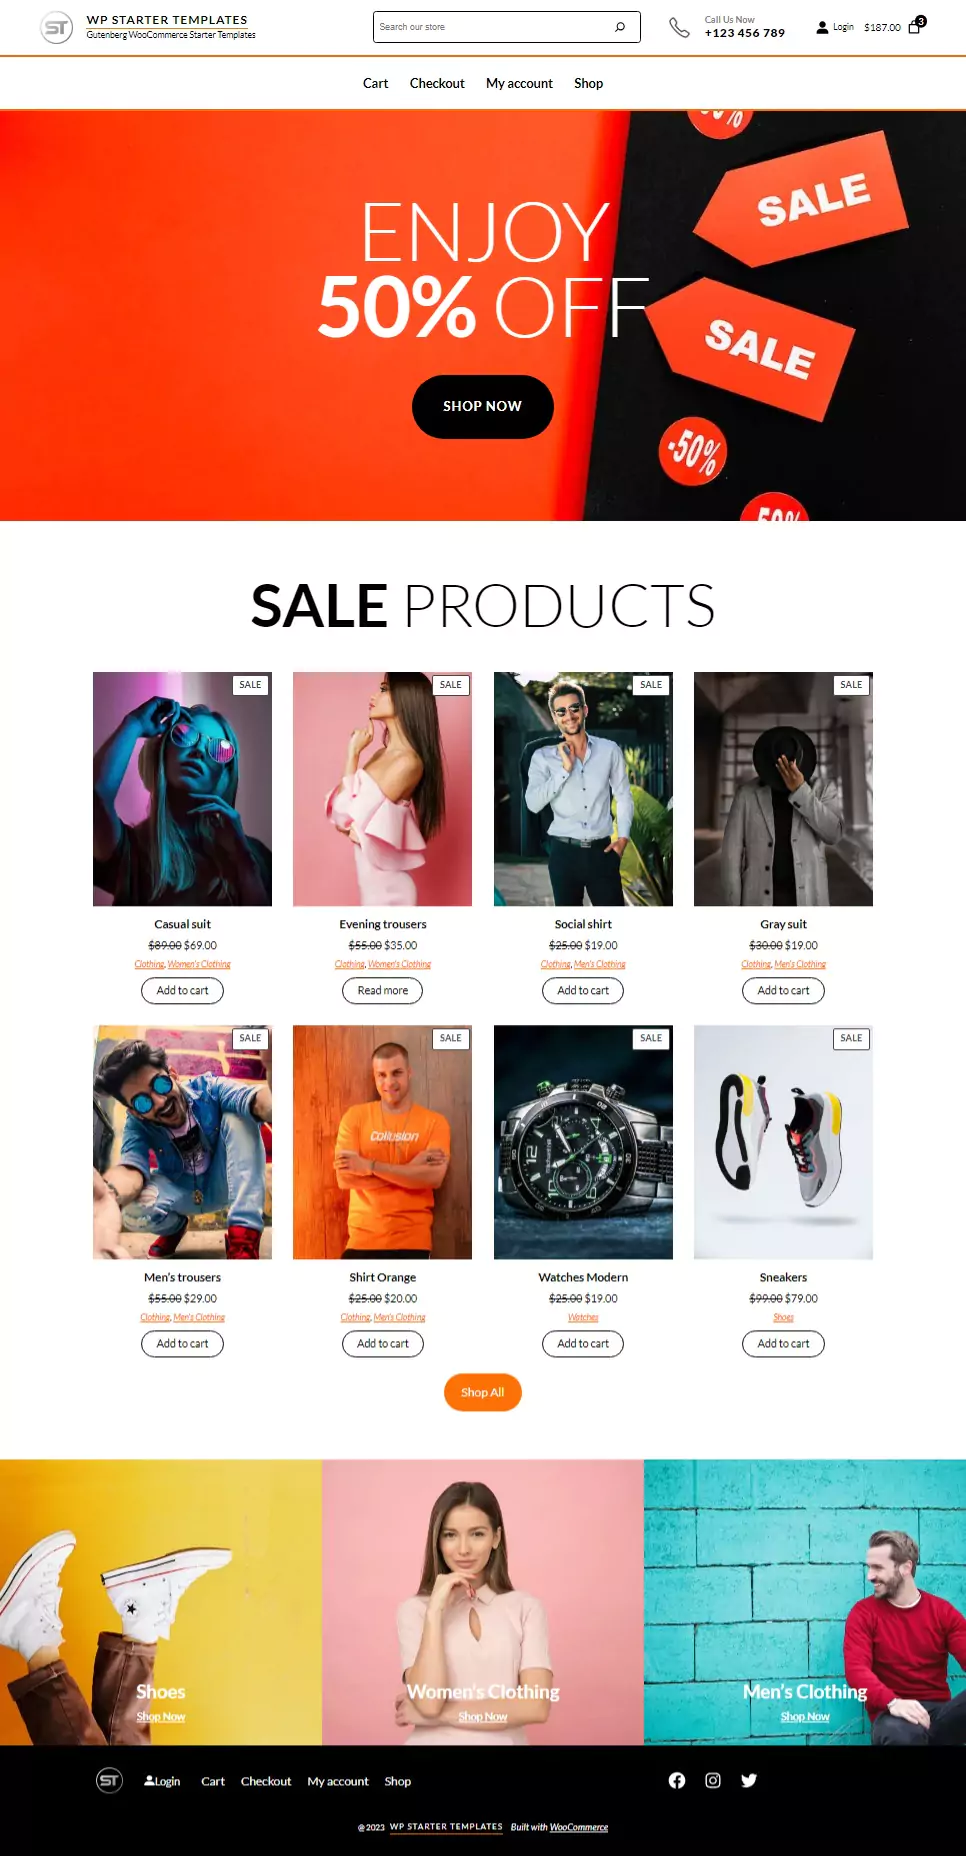 ST
WP STARTER TEMPLATES
Gutenberg WooCommerce Starter Templates
Search our store
Call Us Now
+123 456 789
Login
$187.00
3
Cart
Checkout
My account
Shop
ENJOY
50% OFF
SHOP NOW
SALE
SALE
-50%
50%
SALE PRODUCTS
SALE
SALE
SALE
SALE
Casual suit
$89.00 $69.00
Clothing, Women's Clothing
Add to cart
Evening trousers
$55.00 $35.00
Clothing, Women's Clothing
Read more
Social shirt
$25.00 $19.00
Clothing, Men's Clothing
Add to cart
Gray suit
$30.00 $19.00
Clothing, Men's Clothing
Add to cart
SALE
SALE
SALE
SALE
Collusion
Men's trousers
$55.00 $29.00
Clothing, Men's Clothing
Add to cart
Shirt Orange
$25.00 $20.00
Clothing, Men's Clothing
Add to cart
Watches Modern
$25.00 $19.00
Watches
Add to cart
Sneakers
$99.00 $79.00
Shoes
Add to cart
Shop All
Shoes
Shop Now
Women's Clothing
Shop Now
Men's Clothing
Shop Now
ST
Login
Cart
Checkout
My account
Shop
@ 2023 WP STARTER TEMPLATES Built with WooCommerce